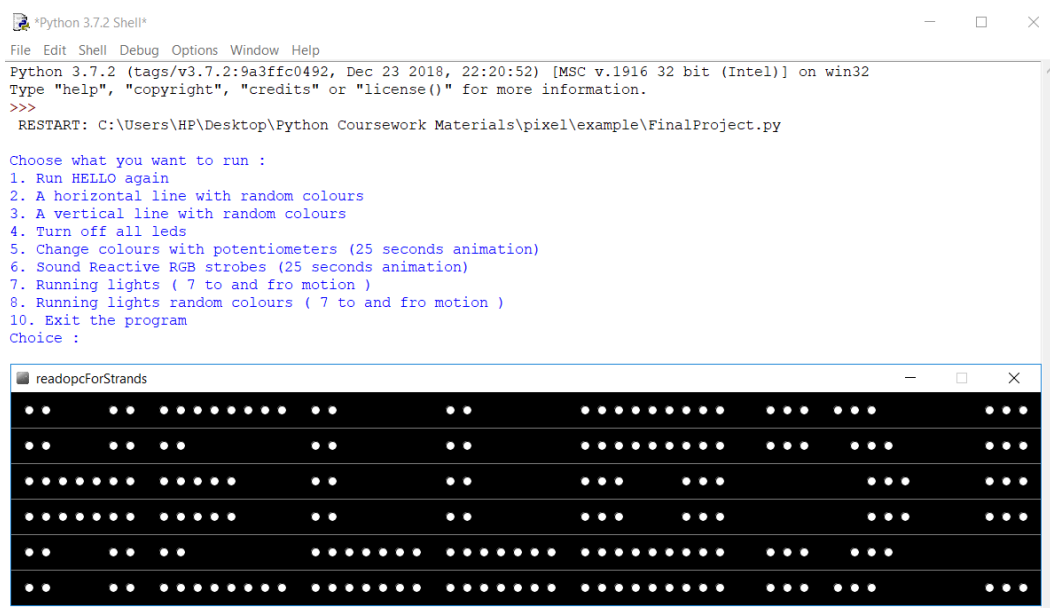 *Python 3.7.2 Shell*
File Edit Shell Debug Options Window Help
Python 3.7.2 (tags/v3.7.2:9a3ffc0492, Dec 23 2018, 22:20:52) [MSC v.1916 32 bit (Intel)] on win32
Type "help", "copyright", "credits" or "license()" for more information.
>>>
 RESTART: C:\Users\HP\Desktop\Python Coursework Materials\pixel\example\FinalProject.py
Choose what you want to run :
1. Run HELLO again
2. A horizontal line with random colours
3. A vertical line with random colours
4. Turn off all leds
5. Change colours with potentiometers (25 seconds animation)
6. Sound Reactive RGB strobes (25 seconds animation)
7. Running lights ( 7 to and fro motion )
8. Running lights random colours ( 7 to and fro motion )
10. Exit the program
Choice :
readopcForStrands
HELLO